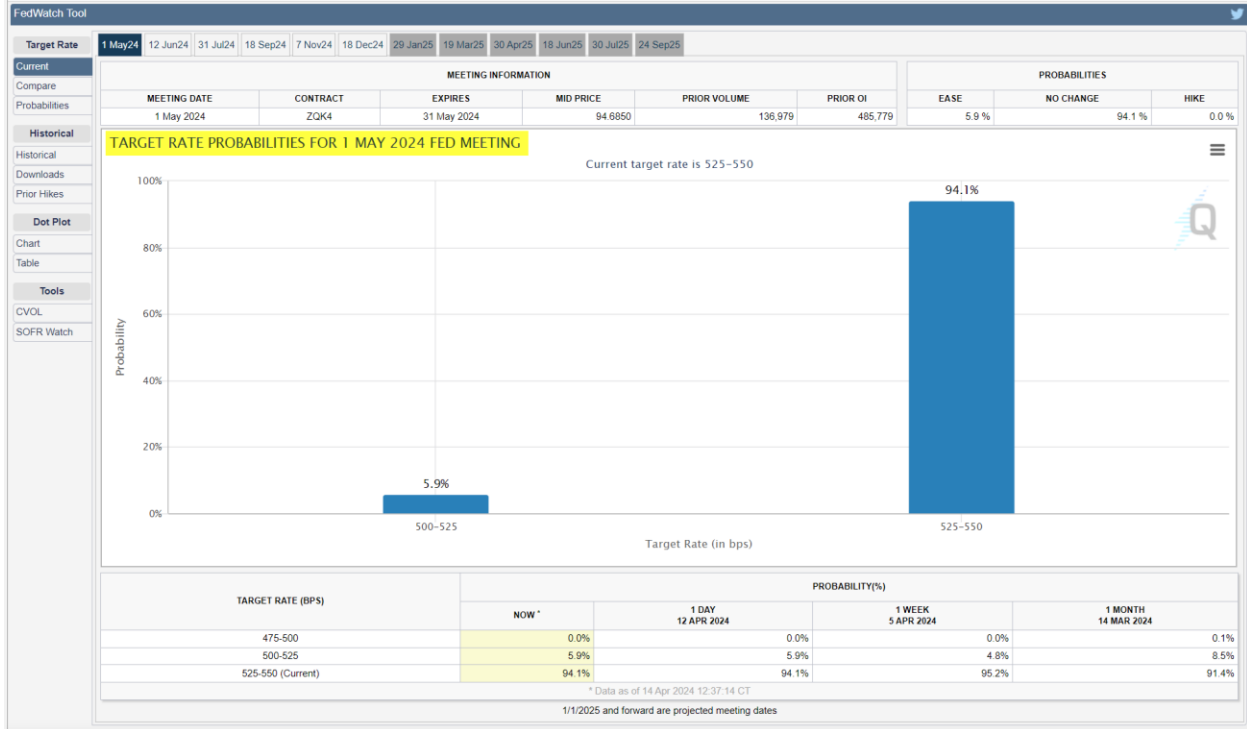 FedWatch Tool
Target Rate
Current
Compare
Probabilities
Historical
Historical
Downloads
Prior Hikes
Dot Plot
Chart
Table
Tools
CVOL
SOFR Watch
1 May24 12 Jun24 31 Jul24 18 Sep24 7 Nov24 18 Dec24 29 Jan25 19 Mar25 30 Apr25 18 Jun25 30 Jul25 24 Sep25
MEETING INFORMATION
MEETING DATE CONTRACT EXPIRES MID PRICE PRIOR VOLUME PRIOR OI
1 May 2024 ZQK4 31 May 2024 94.6850 136,979 485,779
PROBABILITIES
EASE NO CHANGE HIKE
5.9 % 94.1 % 0.0 %
TARGET RATE PROBABILITIES FOR 1 MAY 2024 FED MEETING
Current target rate is 525-550
Probability
100%
80%
60%
40%
20%
0%
5.9%
94.1%
Q
500-525 525-550
Target Rate (in bps)
TARGET RATE (BPS) PROBABILITY(%)
NOW * 1 DAY 1 WEEK 1 MONTH
12 APR 2024 5 APR 2024 14 MAR 2024
475-500 0.0% 0.0% 0.0% 0.1%
500-525 5.9% 5.9% 4.8% 8.5%
525-550 (Current) 94.1% 94.1% 95.2% 91.4%
* Data as of 14 Apr 2024 12:37:14 CT
1/1/2025 and forward are projected meeting dates